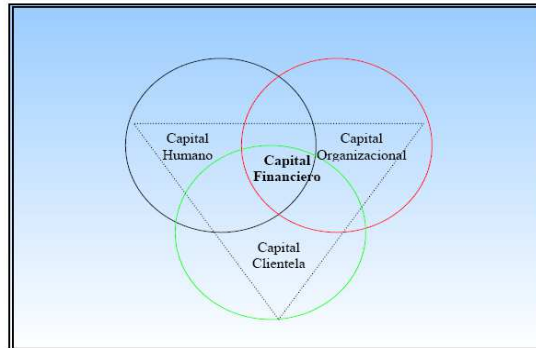 Capital
Humano
Capital
Organizacional
Capital
Financiero
Capital
Clientela